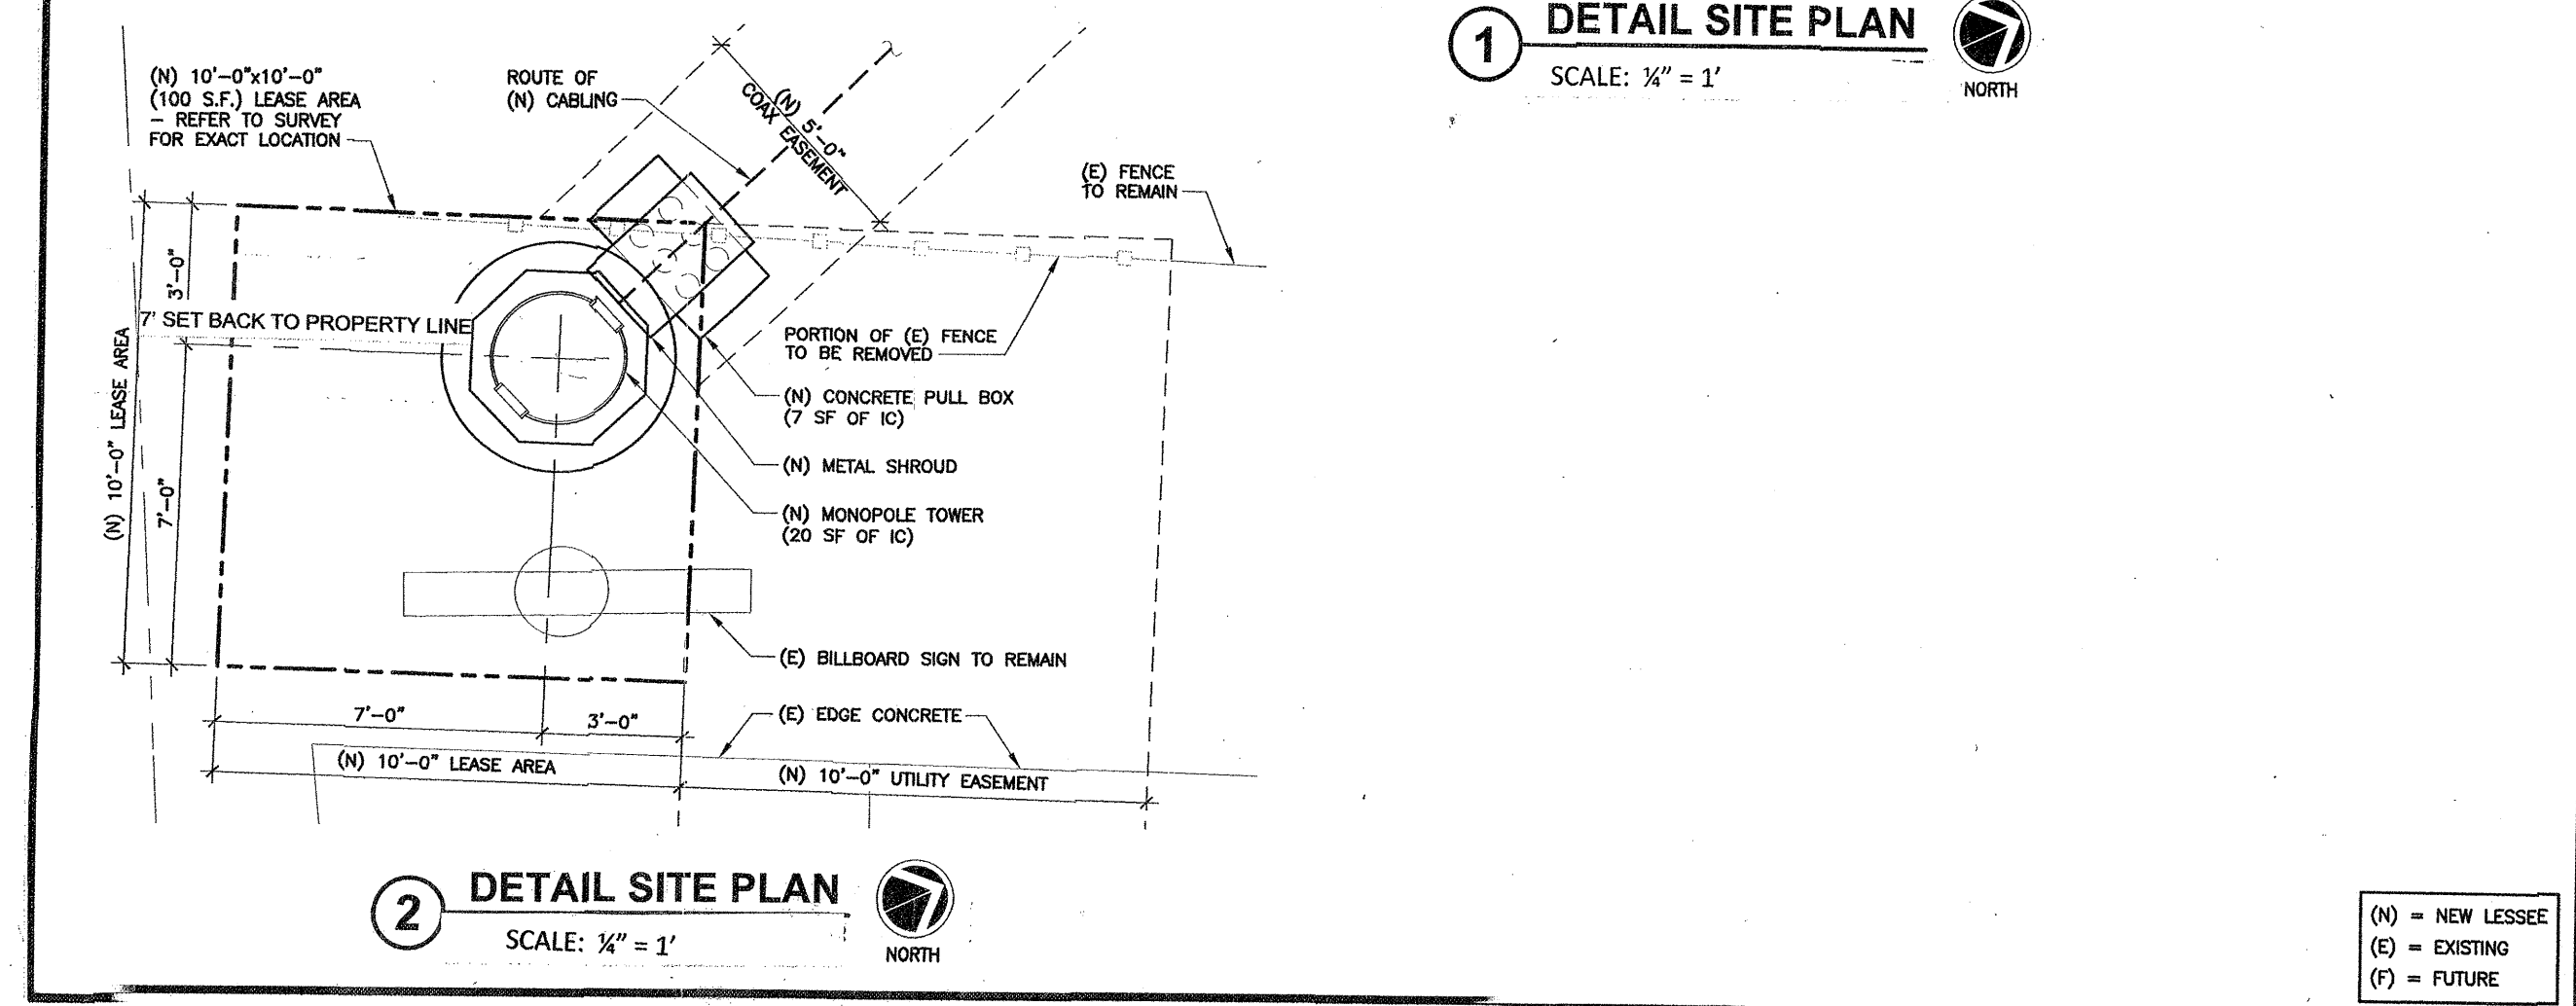 1
DETAIL SITE PLAN
SCALE: ¼" = 1'
NORTH
(N) 10'-0"x10'-0"
(100 S.F.) LEASE AREA
- REFER TO SURVEY
FOR EXACT LOCATION
ROUTE OF
(N) CABLING
(N) 5'-0"
COAX EASEMENT
(E) FENCE
TO REMAIN
3'-0"
7' SET BACK TO PROPERTY LINE
(N) 10'-0" LEASE AREA
7'-0"
PORTION OF (E) FENCE
TO BE REMOVED
(N) CONCRETE PULL BOX
(7 SF OF IC)
(N) METAL SHROUD
(N) MONOPOLE TOWER
(20 SF OF IC)
(E) BILLBOARD SIGN TO REMAIN
7'-0"
3'-0"
(E) EDGE CONCRETE
(N) 10'-0" LEASE AREA
(N) 10'-0" UTILITY EASEMENT
2
DETAIL SITE PLAN
SCALE: ¼" = 1'
NORTH
(N) = NEW LESSEE
(E) = EXISTING
(F) = FUTURE